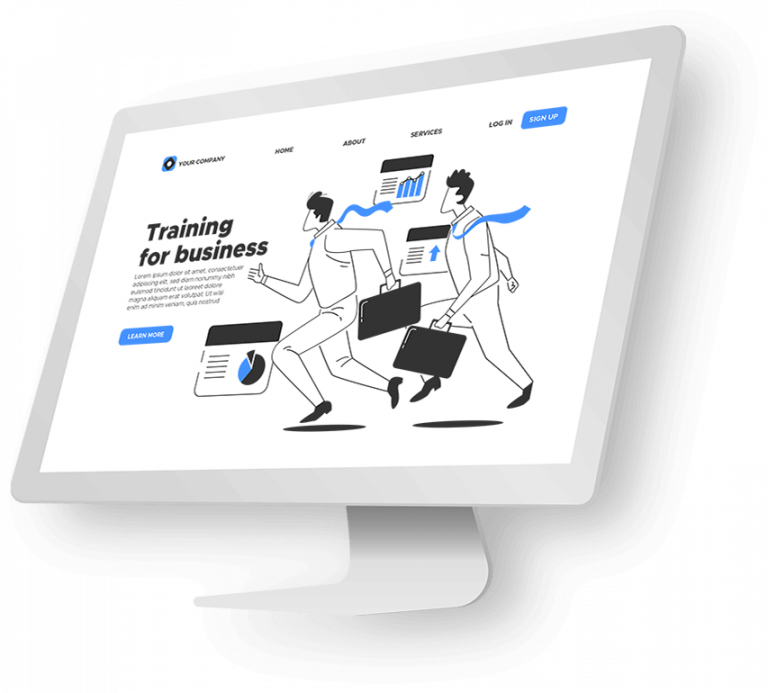 YOUR COMPANY
HOME
ABOUT
SERVICES
LOG IN
SIGN UP
Training
for business
Lorem ipsum dolor sit amet, consectetuer
adipiscing elit, sed diam nonummy nibh
euismod tincidunt ut laoreet dolore
magna aliquam erat volutpat. Ut wisi
enim ad minim veniam, quis nostrud
LEARN MORE